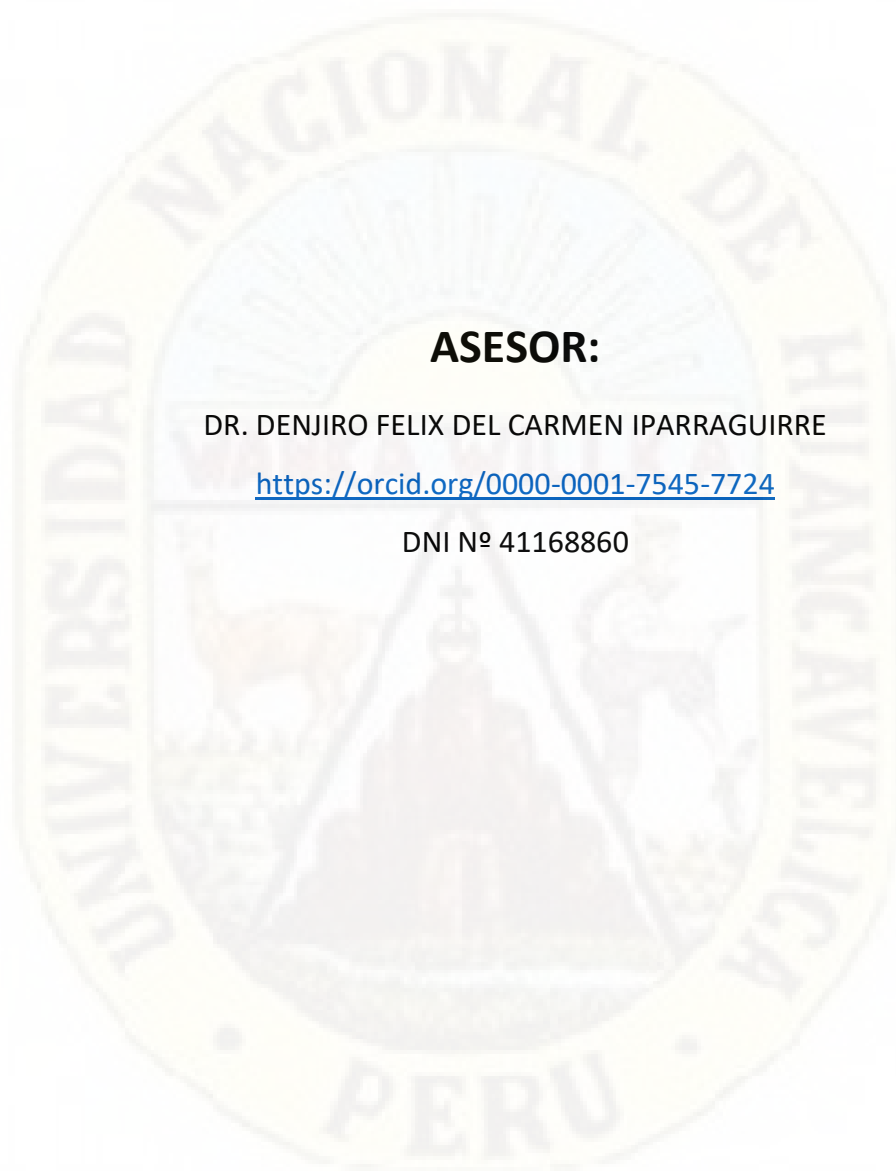 UNIVERSIDAD NACIONAL DE HUANCAVELICA
ASESOR:
DR. DENJIRO FELIX DEL CARMEN IPARRAGUIRRE
https://orcid.org/0000-0001-7545-7724
DNI Nº 41168860
PERU